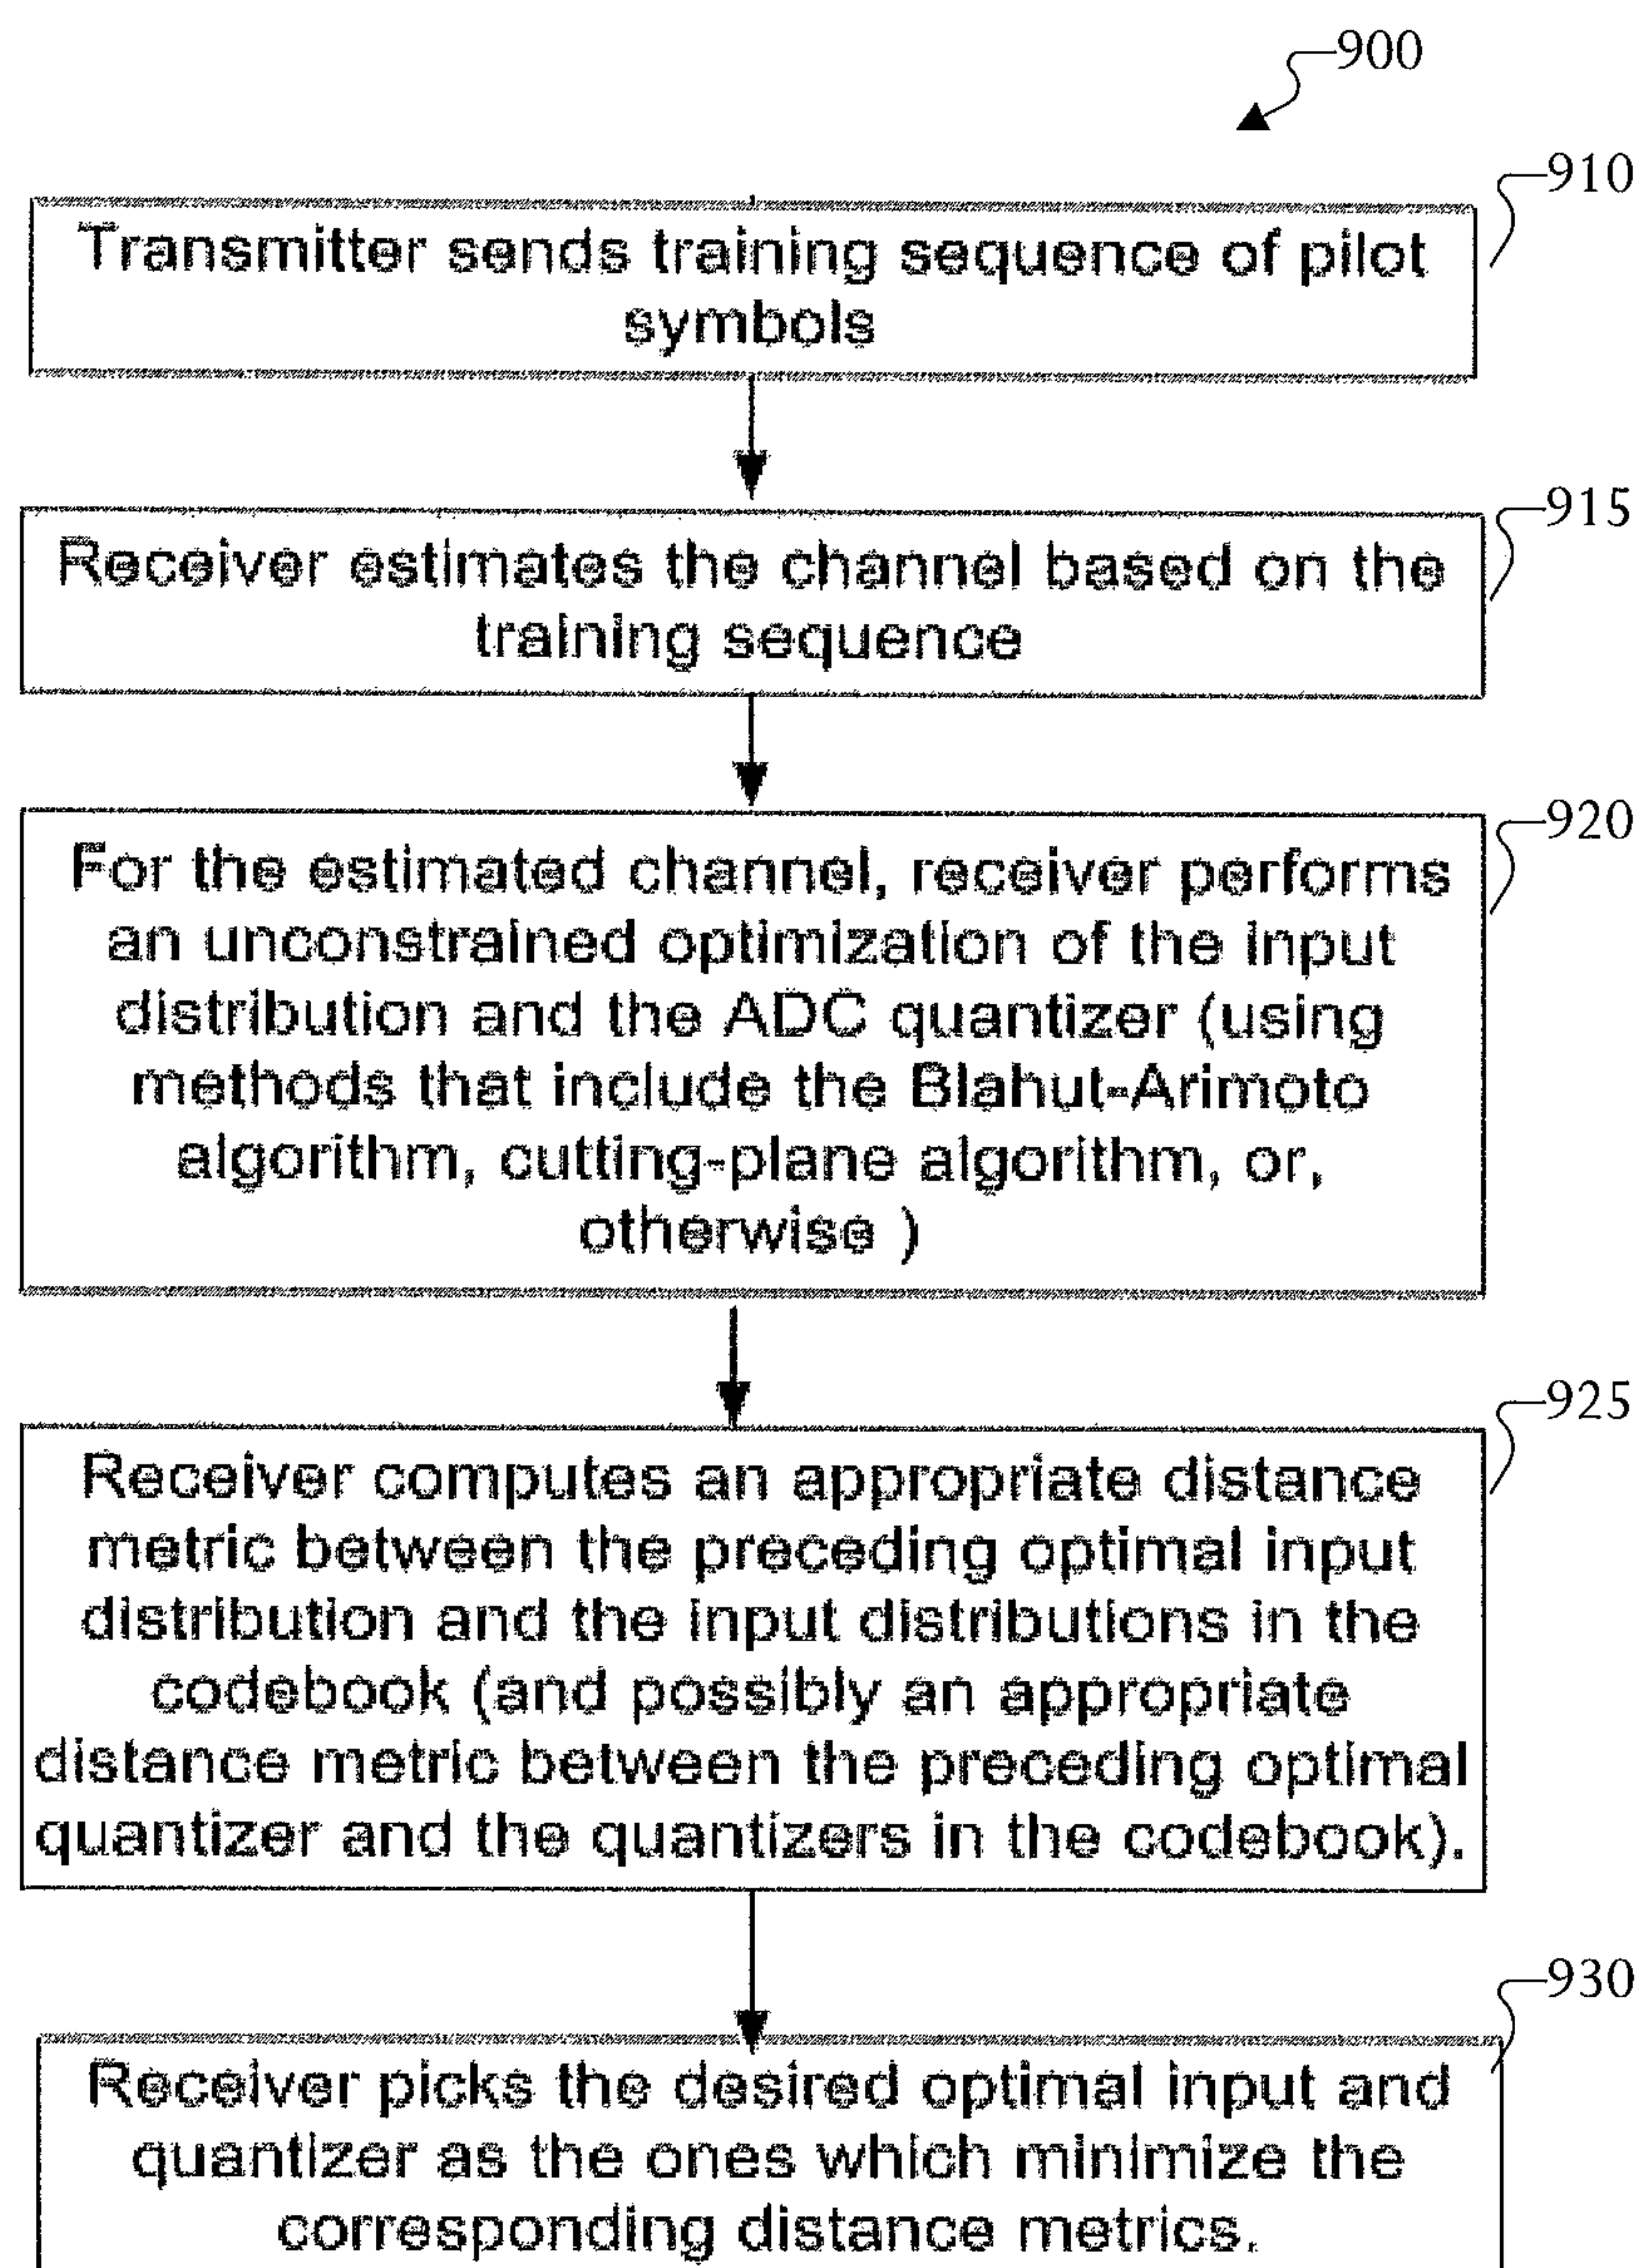 900
910
Transmitter sends training sequence of pilot
symbols
915
Receiver estimates the channel based on the
training sequence
920
For the estimated channel, receiver performs
an unconstrained optimization of the input
distribution and the ADC quantizer (using
methods that include the Blahut-Arimoto
algorithm, cutting-plane algorithm, or,
otherwise )
925
Receiver computes an appropriate distance
metric between the preceding optimal input
distribution and the input distributions in the
codebook (and possibly an appropriate
distance metric between the preceding optimal
quantizer and the quantizers in the codebook).
930
Receiver picks the desired optimal input and
quantizer as the ones which minimize the
corresponding distance metrics.